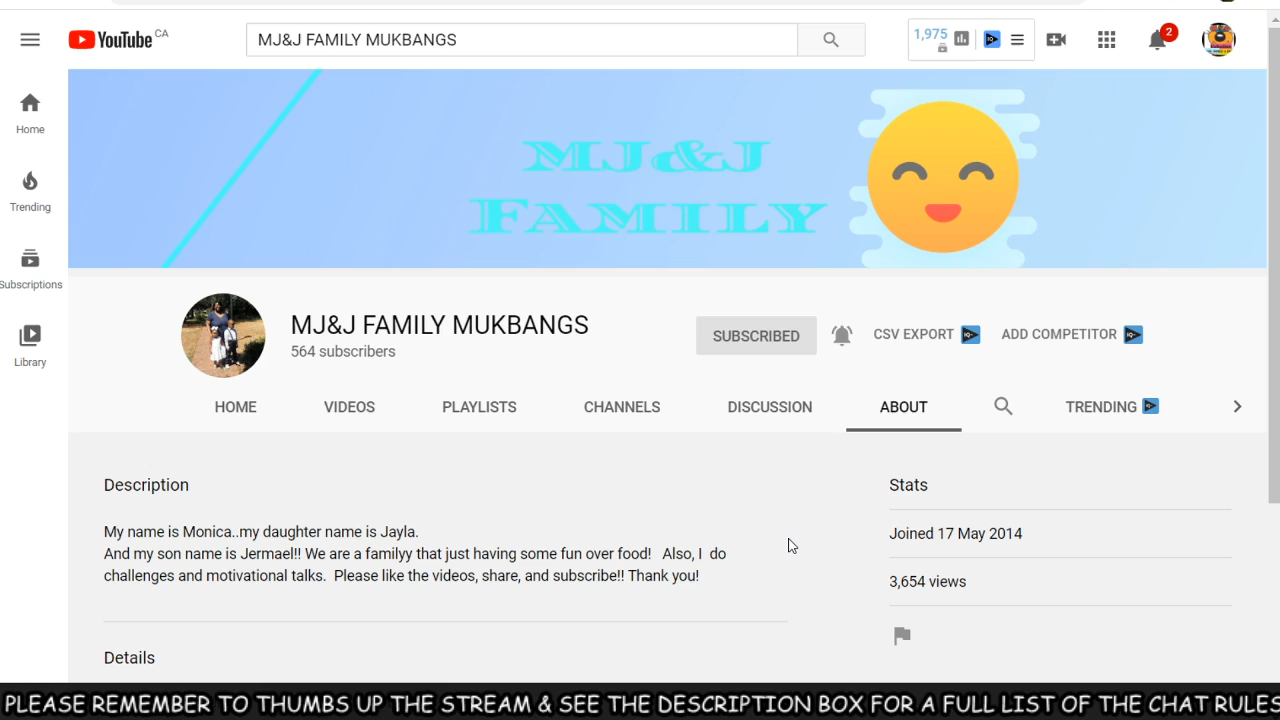 YouTube CA
MJ&J FAMILY MUKBANGS
1,975
2
Home
Trending
Subscriptions
Library
MJ&J
FAMILY
MJ&J FAMILY MUKBANGS
564 subscribers
SUBSCRIBED
CSV EXPORT
ADD COMPETITOR
HOME VIDEOS PLAYLISTS CHANNELS DISCUSSION ABOUT TRENDING
Description
My name is Monica..my daughter name is Jayla.
And my son name is Jermael!! We are a familyy that just having some fun over food! Also, I do
challenges and motivational talks. Please like the videos, share, and subscribe!! Thank you!
Stats
Joined 17 May 2014
3,654 views
Details
PLEASE REMEMBER TO THUMBS UP THE STREAM & SEE THE DESCRIPTION BOX FOR A FULL LIST OF THE CHAT RULES